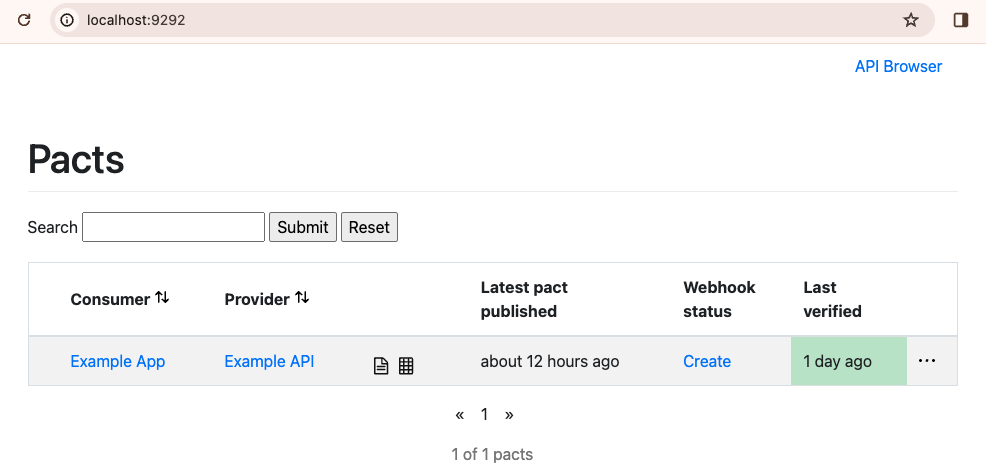 localhost:9292
API Browser
Pacts
Search Submit Reset
Consumer Provider Latest pact published Webhook status Last verified
Example App Example API about 12 hours ago Create 1 day ago ...
« 1 »
1 of 1 pacts